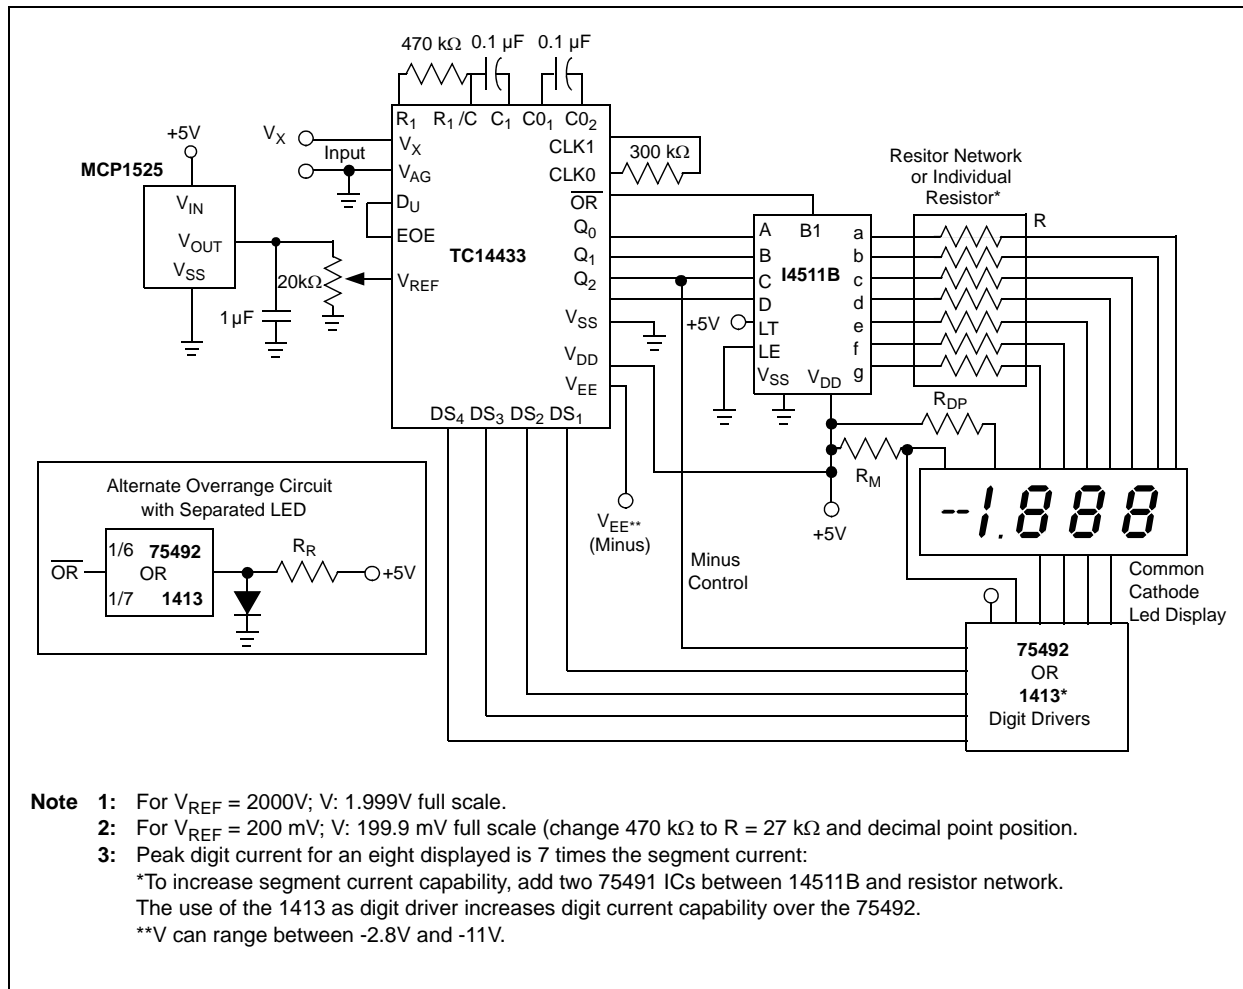 470 kΩ 0.1 µF 0.1 µF
R1 R1 /C C1 C01 C02
VX
VX
Input
VAG
DU
EOE
VREF
TC14433
CLK1
CLK0
300 kΩ
OR
Q0
Q1
Q2
VSS
VDD
VEE
DS4 DS3 DS2 DS1
+5V
MCP1525
VIN
VOUT
VSS
20kΩ
1µF
A B1 a
B b
I4511B
C c
D d
+5V LT e
LE f
VSS VDD g
Resitor Network
or Individual
Resistor*
R
RDP
RM
+5V
VEE**
(Minus)
Minus
Control
--1.888
Common
Cathode
Led Display
75492
OR
1413*
Digit Drivers
Alternate Overrange Circuit
with Separated LED
OR
1/6 75492
OR
1/7 1413
RR
+5V
Note 1: For VREF = 2000V; V: 1.999V full scale.
2: For VREF = 200 mV; V: 199.9 mV full scale (change 470 kΩ to R = 27 kΩ and decimal point position.
3: Peak digit current for an eight displayed is 7 times the segment current:
*To increase segment current capability, add two 75491 ICs between 14511B and resistor network.
The use of the 1413 as digit driver increases digit current capability over the 75492.
**V can range between -2.8V and -11V.